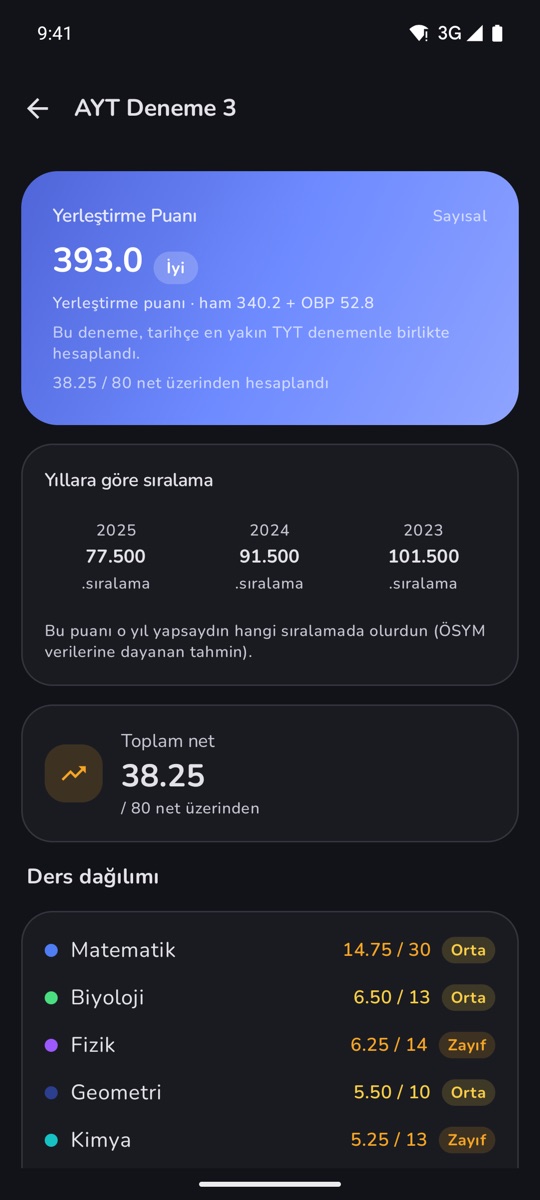 9:41
3G
AYT Deneme 3
Yerleştirme Puanı
Sayısal
393.0
İyi
Yerleştirme puanı · ham 340.2 + OBP 52.8
Bu deneme, tarihçe en yakın TYT denemenle birlikte
hesaplandı.
38.25 / 80 net üzerinden hesaplandı
Yıllara göre sıralama
2025 2024 2023
77.500 91.500 101.500
.sıralama .sıralama .sıralama
Bu puanı o yıl yapsaydın hangi sıralamada olurdun (ÖSYM
verilerine dayanan tahmin).
Toplam net
38.25
/ 80 net üzerinden
Ders dağılımı
Matematik 14.75 / 30 Orta
Biyoloji 6.50 / 13 Orta
Fizik 6.25 / 14 Zayıf
Geometri 5.50 / 10 Orta
Kimya 5.25 / 13 Zayıf